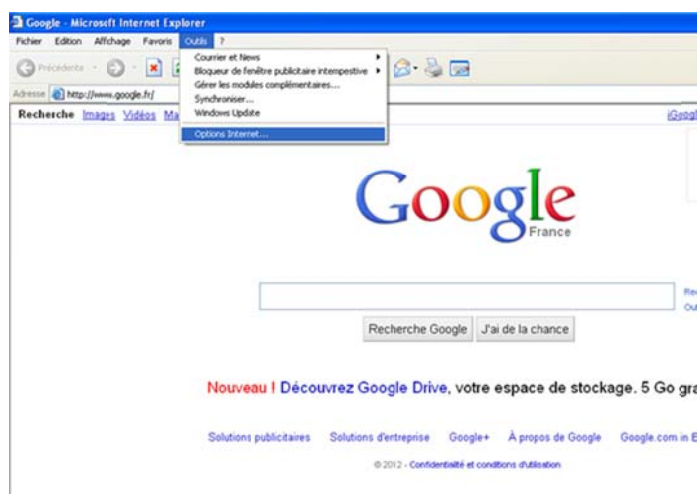 Google - Microsoft Internet Explorer
Fichier Edition Affichage Favoris Outils ?
Courrier et News
Bloqueur de fenêtre publicitaire intempestive
Gérer les modules complémentaires...
Synchroniser...
Windows Update
Options Internet...
Précédente
Adresse http://www.google.fr/
Recherche Images Vidéos Ma
Google
France
Recherche Google J'ai de la chance
Nouveau ! Découvrez Google Drive, votre espace de stockage. 5 Go gra
Solutions publicitaires Solutions d'entreprise Google+ À propos de Google Google.com in E
© 2012 - Confidentialité et conditions d'utilisation